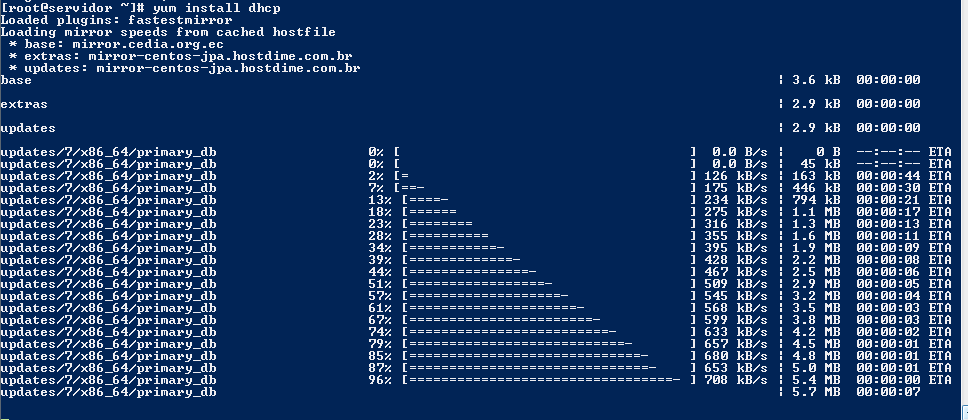 [root@servidor ~]# yum install dhcp
Loaded plugins: fastestmirror
Loading mirror speeds from cached hostfile
 * base: mirror.cedia.org.ec
 * extras: mirror-centos-jpa.hostdime.com.br
 * updates: mirror-centos-jpa.hostdime.com.br
base | 3.6 kB 00:00:00
extras | 2.9 kB 00:00:00
updates | 2.9 kB 00:00:00
updates/7/x86_64/primary_db 0% [ ] 0.0 B/s | 0 B --:--:-- ETA
updates/7/x86_64/primary_db 0% [ ] 0.0 B/s | 45 kB --:--:-- ETA
updates/7/x86_64/primary_db 2% [= ] 126 kB/s | 163 kB 00:00:44 ETA
updates/7/x86_64/primary_db 7% [==- ] 175 kB/s | 446 kB 00:00:30 ETA
updates/7/x86_64/primary_db 13% [====- ] 234 kB/s | 794 kB 00:00:21 ETA
updates/7/x86_64/primary_db 18% [====== ] 275 kB/s | 1.1 MB 00:00:17 ETA
updates/7/x86_64/primary_db 23% [======== ] 316 kB/s | 1.3 MB 00:00:13 ETA
updates/7/x86_64/primary_db 28% [========== ] 355 kB/s | 1.6 MB 00:00:11 ETA
updates/7/x86_64/primary_db 34% [===========- ] 395 kB/s | 1.9 MB 00:00:09 ETA
updates/7/x86_64/primary_db 39% [=============- ] 428 kB/s | 2.2 MB 00:00:08 ETA
updates/7/x86_64/primary_db 44% [===============- ] 467 kB/s | 2.5 MB 00:00:06 ETA
updates/7/x86_64/primary_db 51% [=================- ] 509 kB/s | 2.9 MB 00:00:05 ETA
updates/7/x86_64/primary_db 57% [===================- ] 545 kB/s | 3.2 MB 00:00:04 ETA
updates/7/x86_64/primary_db 61% [=====================- ] 568 kB/s | 3.5 MB 00:00:03 ETA
updates/7/x86_64/primary_db 67% [=======================- ] 599 kB/s | 3.8 MB 00:00:03 ETA
updates/7/x86_64/primary_db 74% [=========================- ] 633 kB/s | 4.2 MB 00:00:02 ETA
updates/7/x86_64/primary_db 79% [===========================- ] 657 kB/s | 4.5 MB 00:00:01 ETA
updates/7/x86_64/primary_db 85% [=============================- ] 680 kB/s | 4.8 MB 00:00:01 ETA
updates/7/x86_64/primary_db 87% [==============================- ] 653 kB/s | 5.0 MB 00:00:01 ETA
updates/7/x86_64/primary_db 96% [=================================- ] 708 kB/s | 5.4 MB 00:00:00 ETA
updates/7/x86_64/primary_db | 5.7 MB 00:00:07